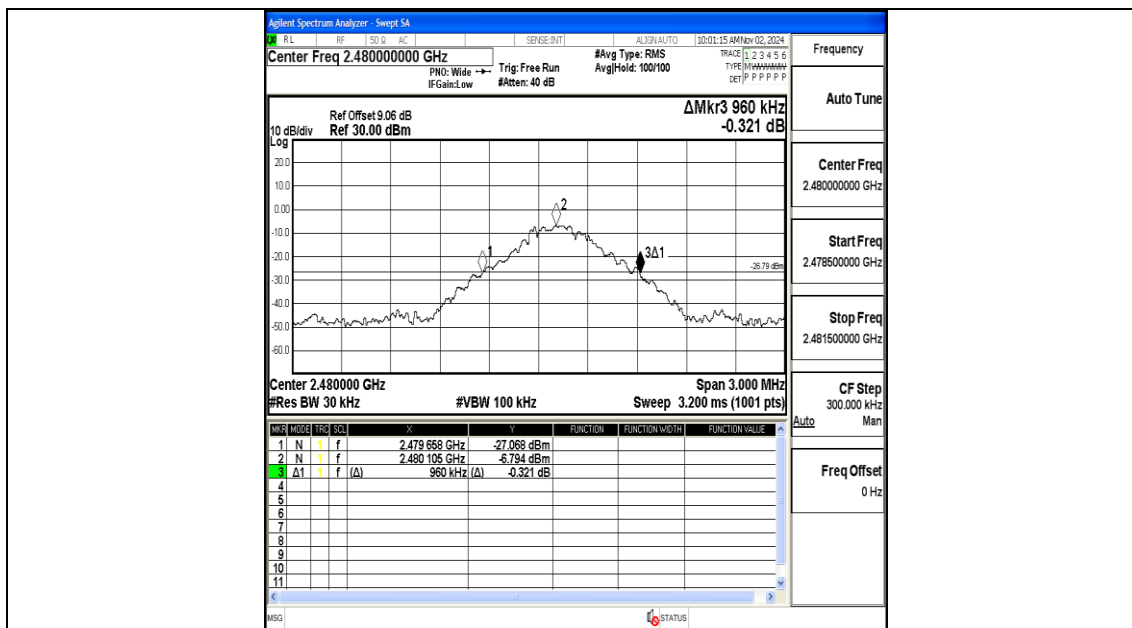 Agilent Spectrum Analyzer - Swept SA
RL RF 50 Ω AC SENSE:INT ALIGN AUTO 10:01:15 AM Nov 02, 2024
Center Freq 2.480000000 GHz
PNO: Wide
IFGain:Low
Trig: Free Run
#Atten: 40 dB
#Avg Type: RMS
Avg|Hold: 100/100
TRACE 1 2 3 4 5 6
TYPE MWWWWW
DET P P P P P P
ΔMkr3 960 kHz
-0.321 dB
Ref Offset 9.06 dB
10 dB/div Ref 30.00 dBm
Log
20.0
10.0
0.00
-10.0
-20.0
-30.0
-40.0
-50.0
-60.0
1
2
3Δ1
-26.79 dBm
Center 2.480000 GHz Span 3.000 MHz
#Res BW 30 kHz #VBW 100 kHz Sweep 3.200 ms (1001 pts)
MKR MODE TRC SCL X Y FUNCTION FUNCTION WIDTH FUNCTION VALUE
1 N 1 f 2.479 658 GHz -27.068 dBm
2 N 1 f 2.480 105 GHz -6.794 dBm
3 Δ1 1 f (Δ) 960 kHz (Δ) -0.321 dB
4
5
6
7
8
9
10
11
MSG STATUS
Frequency
Auto Tune
Center Freq
2.480000000 GHz
Start Freq
2.478500000 GHz
Stop Freq
2.481500000 GHz
CF Step
300.000 kHz
Auto Man
Freq Offset
0 Hz